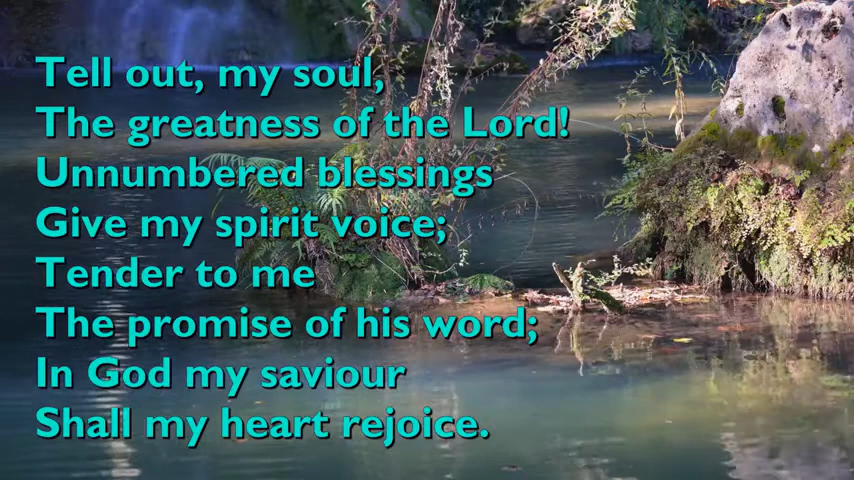 Tell out, my soul,
The greatness of the Lord!
Unnumbered blessings
Give my spirit voice;
Tender to me
The promise of his word;
In God my saviour
Shall my heart rejoice.